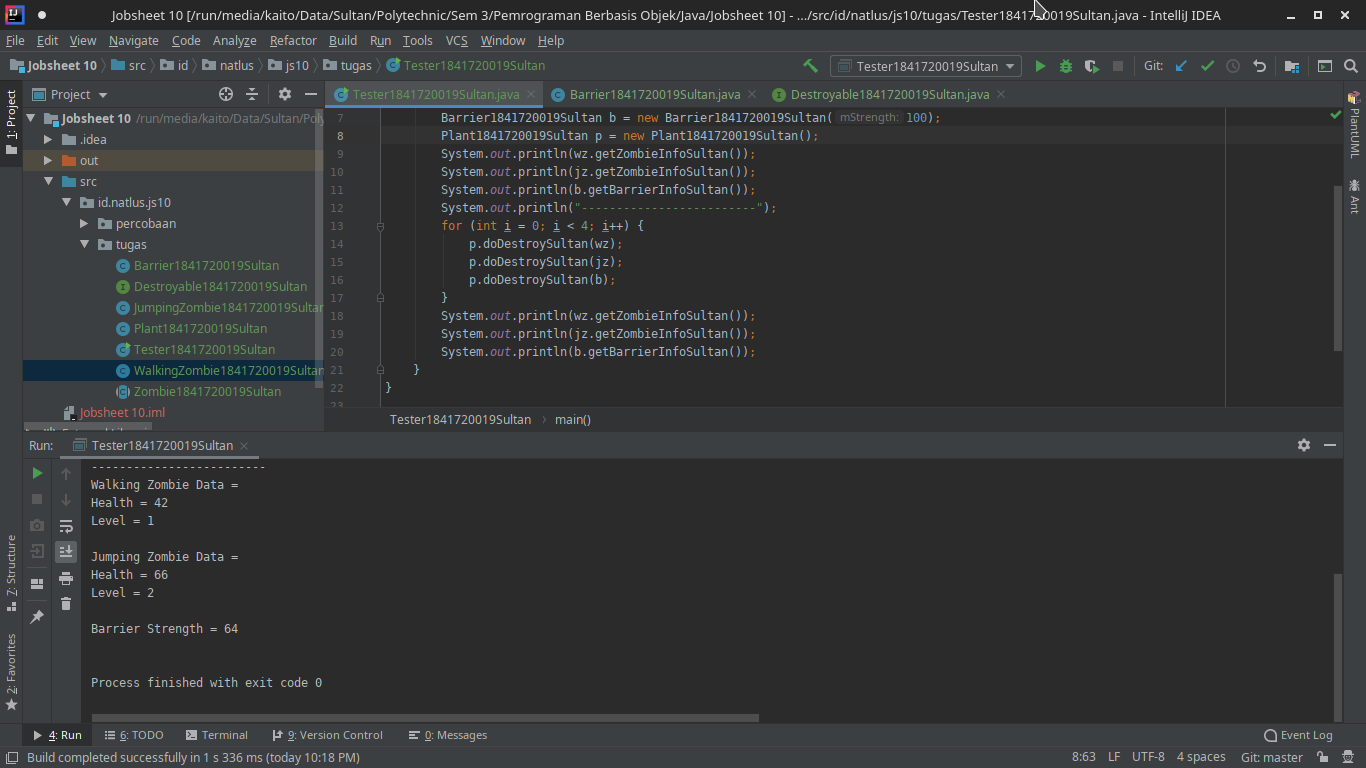 Jobsheet 10 [/run/media/kaito/Data/Sultan/Polytechnic/Sem 3/Pemrograman Berbasis Objek/Java/Jobsheet 10] - .../src/id/natlus/js10/tugas/Tester1841720019Sultan.java - IntelliJ IDEA
File Edit View Navigate Code Analyze Refactor Build Run Tools VCS Window Help
Jobsheet 10 src id natlus js10 tugas Tester1841720019Sultan
Tester1841720019Sultan Git:
1: Project
Project
Tester1841720019Sultan.java Barrier1841720019Sultan.java Destroyable1841720019Sultan.java
Jobsheet 10 /run/media/kaito/Data/Sultan/Poly
.idea
out
src
id.natlus.js10
percobaan
tugas
Barrier1841720019Sultan
Destroyable1841720019Sultan
JumpingZombie1841720019Sultan
Plant1841720019Sultan
Tester1841720019Sultan
WalkingZombie1841720019Sultan
Zombie1841720019Sultan
Jobsheet 10.iml
7 Barrier1841720019Sultan b = new Barrier1841720019Sultan( mStrength: 100);
8 Plant1841720019Sultan p = new Plant1841720019Sultan();
9 System.out.println(wz.getZombieInfoSultan());
10 System.out.println(jz.getZombieInfoSultan());
11 System.out.println(b.getBarrierInfoSultan());
12 System.out.println("-------------------------");
13 for (int i = 0; i < 4; i++) {
14 p.doDestroySultan(wz);
15 p.doDestroySultan(jz);
16 p.doDestroySultan(b);
17 }
18 System.out.println(wz.getZombieInfoSultan());
19 System.out.println(jz.getZombieInfoSultan());
20 System.out.println(b.getBarrierInfoSultan());
21 }
22 }
23
Tester1841720019Sultan main()
PlantUML
Ant
Run: Tester1841720019Sultan
-------------------------
Walking Zombie Data =
Health = 42
Level = 1
Jumping Zombie Data =
Health = 66
Level = 2
Barrier Strength = 64
Process finished with exit code 0
7: Structure
2: Favorites
4: Run 6: TODO Terminal 9: Version Control 0: Messages Event Log
Build completed successfully in 1 s 336 ms (today 10:18 PM) 8:63 LF UTF-8 4 spaces Git: master